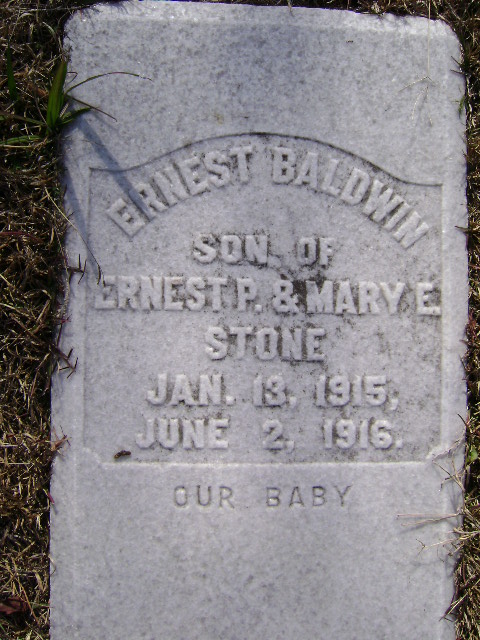 ERNEST BALDWIN
SON OF
ERNEST P. & MARY E.
STONE
JAN. 13, 1915,
JUNE 2, 1916.
OUR BABY